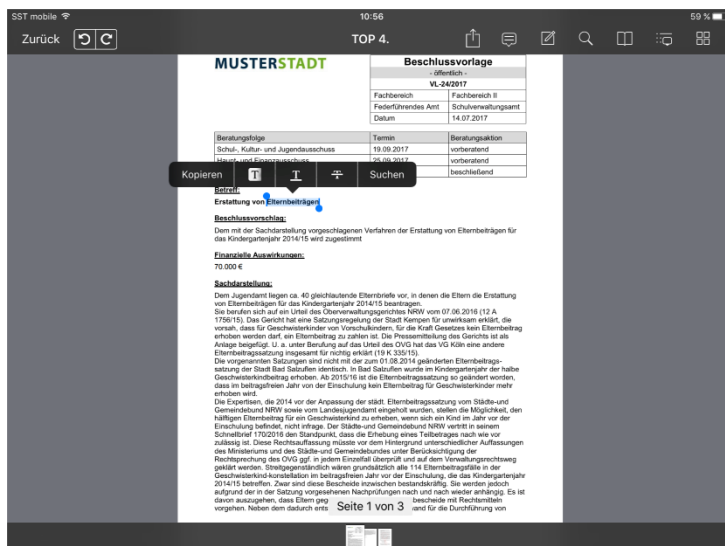 SST mobile 10:56 59 %
Zurück TOP 4.
MUSTERSTADT
Beschlussvorlage
- öffentlich -
VL-24/2017
Fachbereich Fachbereich II
Federführendes Amt Schulverwaltungsamt
Datum 14.07.2017
Beratungsfolge Termin Beratungsaktion
Schul-, Kultur- und Jugendausschuss 19.09.2017 vorberatend
Haupt- und Finanzausschuss 25.09.2017 vorberatend
beschließend
Kopieren T T Suchen
Betreff:
Erstattung von Elternbeiträgen
Beschlussvorschlag:
Dem mit der Sachdarstellung vorgeschlagenen Verfahren der Erstattung von Elternbeiträgen für
das Kindergartenjahr 2014/15 wird zugestimmt
Finanzielle Auswirkungen:
70.000 €
Sachdarstellung:
Dem Jugendamt liegen ca. 40 gleichlautende Elternbriefe vor, in denen die Eltern die Erstattung
von Elternbeiträgen für das Kindergartenjahr 2014/15 beantragen.
Sie berufen sich auf ein Urteil des Oberverwaltungsgerichtes NRW vom 07.06.2016 (12 A
1756/15). Das Gericht hat eine Satzungsregelung der Stadt Kempen für unwirksam erklärt, die
vorsah, dass für Geschwisterkinder von Vorschulkindern, für die Kraft Gesetzes kein Elternbeitrag
erhoben werden darf, ein Elternbeitrag zu zahlen ist. Die Pressemitteilung des Gerichts ist als
Anlage beigefügt. U. a. unter Berufung auf das Urteil des OVG hat das VG Köln eine andere
Elternbeitragssatzung insgesamt für nichtig erklärt (19 K 335/15).
Die vorgenannten Satzungen sind nicht mit der zum 01.08.2014 geänderten Elternbeitrags-
satzung der Stadt Bad Salzuflen identisch. In Bad Salzuflen wurde im Kindergartenjahr der halbe
Geschwisterkindbeitrag erhoben. Ab 2015/16 ist die Elternbeitragssatzung so geändert worden,
dass im beitragsfreien Jahr von der Einschulung kein Elternbeitrag für Geschwisterkinder mehr
erhoben wird.
Die Expertisen, die 2014 vor der Anpassung der städt. Elternbeitragssatzung vom Städte-und
Gemeindebund NRW sowie vom Landesjugendamt eingeholt wurden, stellen die Möglichkeit, den
hälftigen Elternbeitrag für ein Geschwisterkind zu erheben, wenn sich ein Kind im Jahr vor der
Einschulung befindet, nicht infrage. Der Städte-und Gemeindebund NRW vertritt in seinem
Schnellbrief 170/2016 den Standpunkt, dass die Erhebung eines Teilbetrages nach wie vor
zulässig ist. Diese Rechtsauffassung müsste vor dem Hintergrund unterschiedlicher Auffassungen
des Ministeriums und des Städte-und Gemeindebundes unter Berücksichtigung der
Rechtsprechung des OVG ggf. in jedem Einzelfall überprüft und auf dem Verwaltungsrechtsweg
geklärt werden. Streitgegenständlich wären grundsätzlich alle 114 Elternbeitragsfälle in der
Geschwisterkind-konstellation im beitragsfreien Jahr vor der Einschulung, die das Kindergartenjahr
2014/15 betreffen. Zwar sind diese Bescheide inzwischen bestandskräftig. Sie werden jedoch
aufgrund der in der Satzung vorgesehenen Nachprüfungen nach und nach wieder anhängig. Es ist
davon auszugehen, dass Eltern geg bescheide mit Rechtsmitteln
vorgehen. Neben dem dadurch ents and für die Durchführung von
Seite 1 von 3